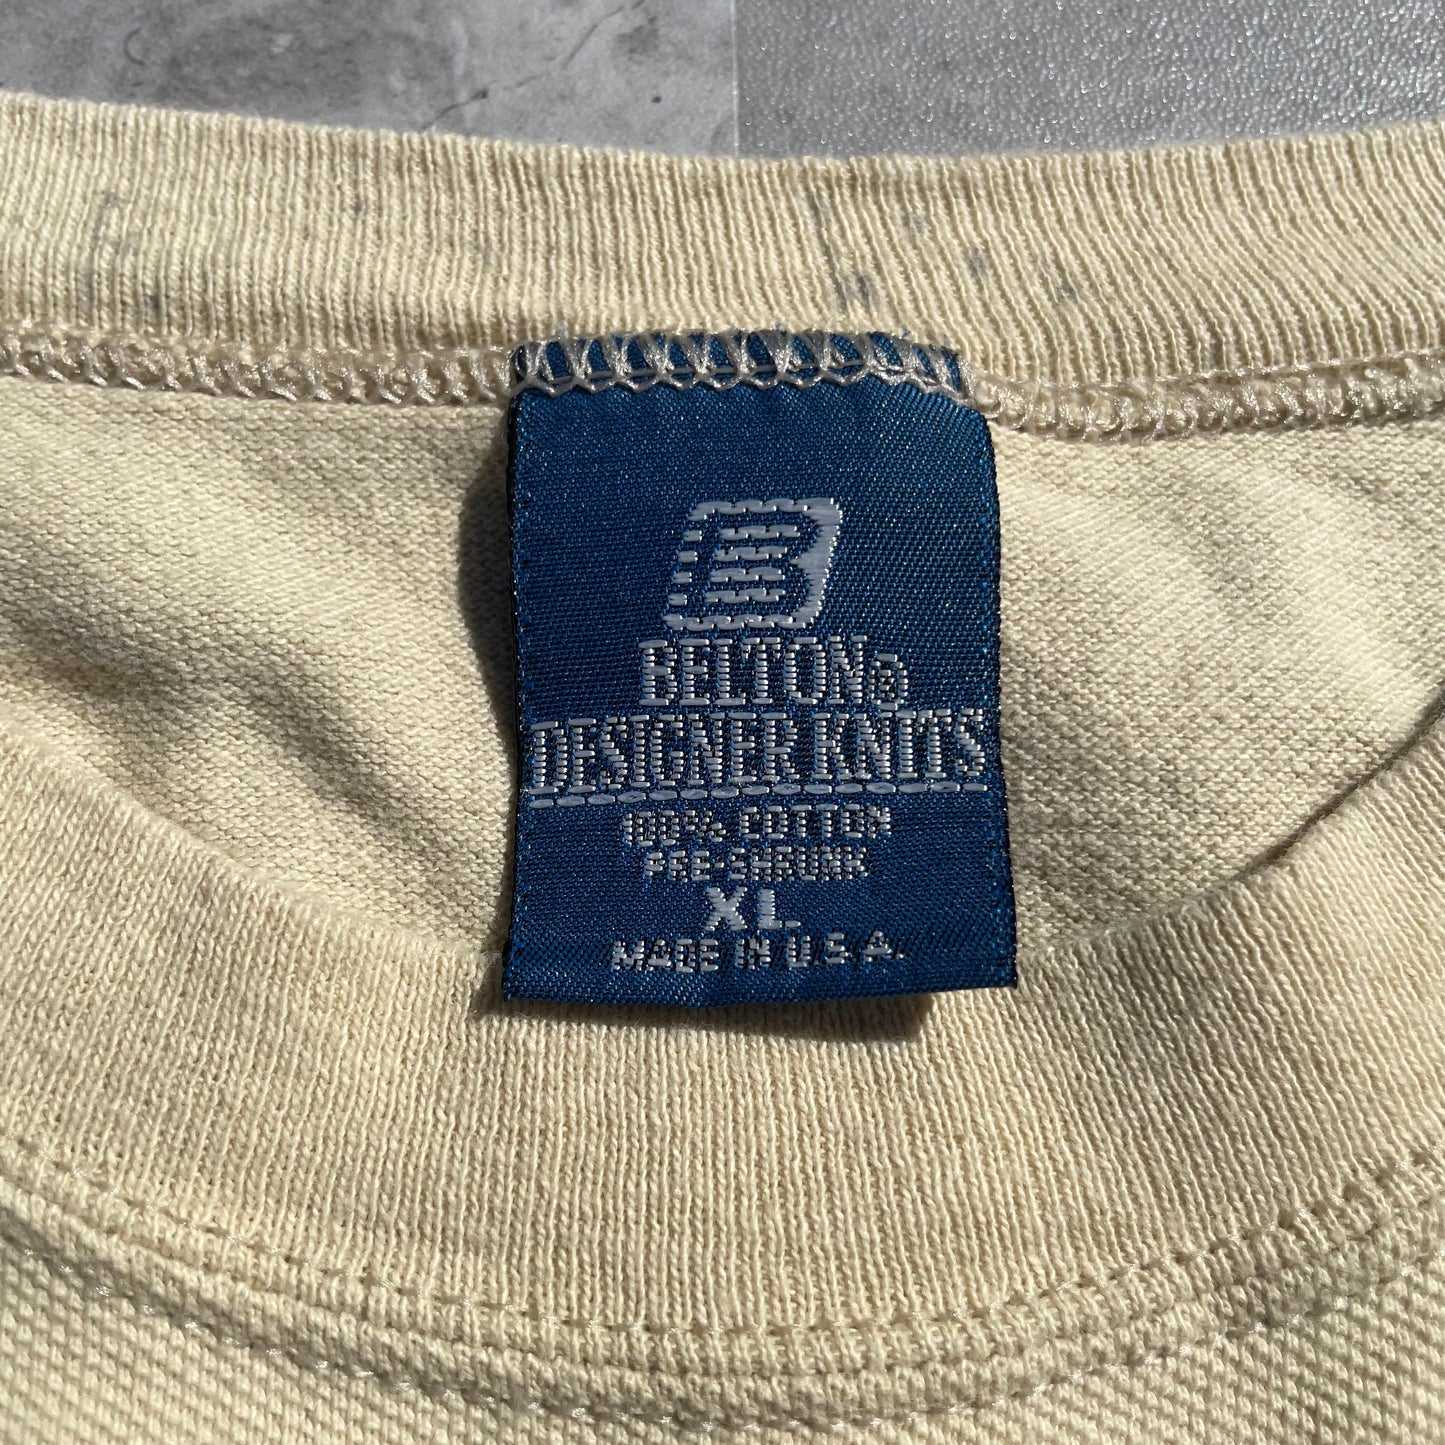 B
BELTON®
DESIGNER KNITS
100% COTTON
PRE-SHRUNK
XL
MADE IN U.S.A.